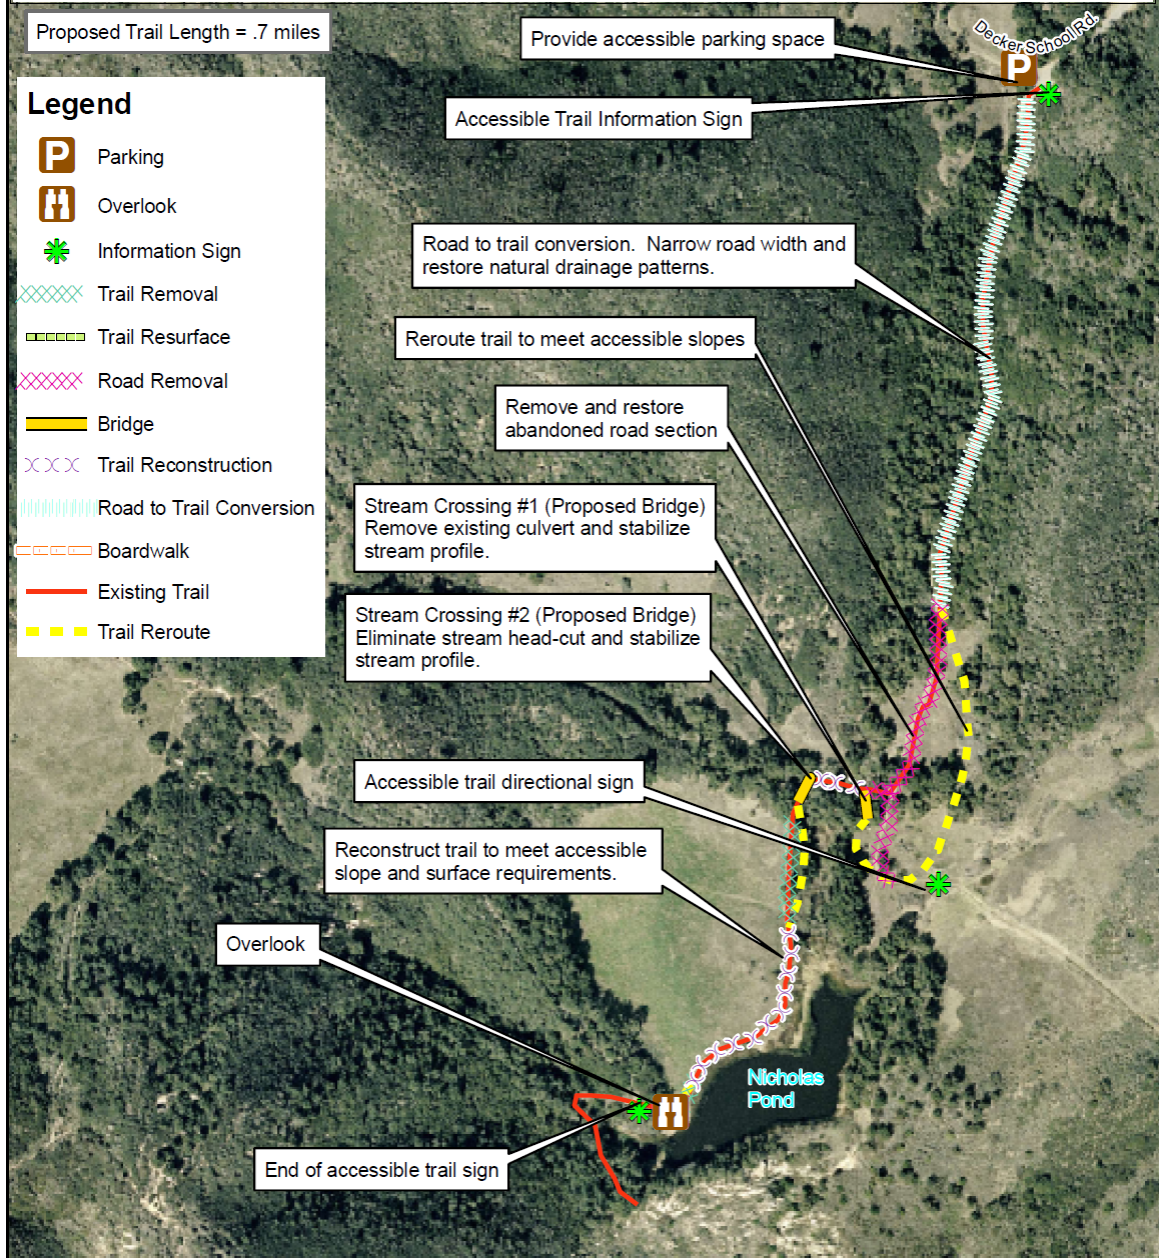 Proposed Trail Length = .7 miles
Provide accessible parking space
Decker School Rd.
P
Accessible Trail Information Sign
Legend
P Parking
Overlook
Information Sign
Trail Removal
Trail Resurface
Road Removal
Bridge
Trail Reconstruction
Road to Trail Conversion
Boardwalk
Existing Trail
Trail Reroute
Road to trail conversion. Narrow road width and
restore natural drainage patterns.
Reroute trail to meet accessible slopes
Remove and restore
abandoned road section
Stream Crossing #1 (Proposed Bridge)
Remove existing culvert and stabilize
stream profile.
Stream Crossing #2 (Proposed Bridge)
Eliminate stream head-cut and stabilize
stream profile.
Accessible trail directional sign
Reconstruct trail to meet accessible
slope and surface requirements.
Overlook
Nicholas
Pond
End of accessible trail sign